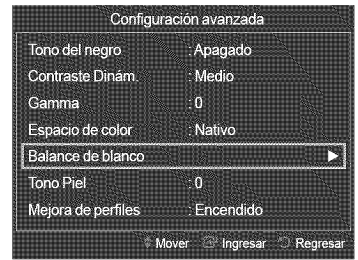 Configuración avanzada
Tono del negro : Apagado
Contraste Dinám. : Medio
Gamma : 0
Espacio de color : Nativo
Balance de blanco
Tono Piel : 0
Mejora de perfiles : Encendido
Mover Ingresar Regresar